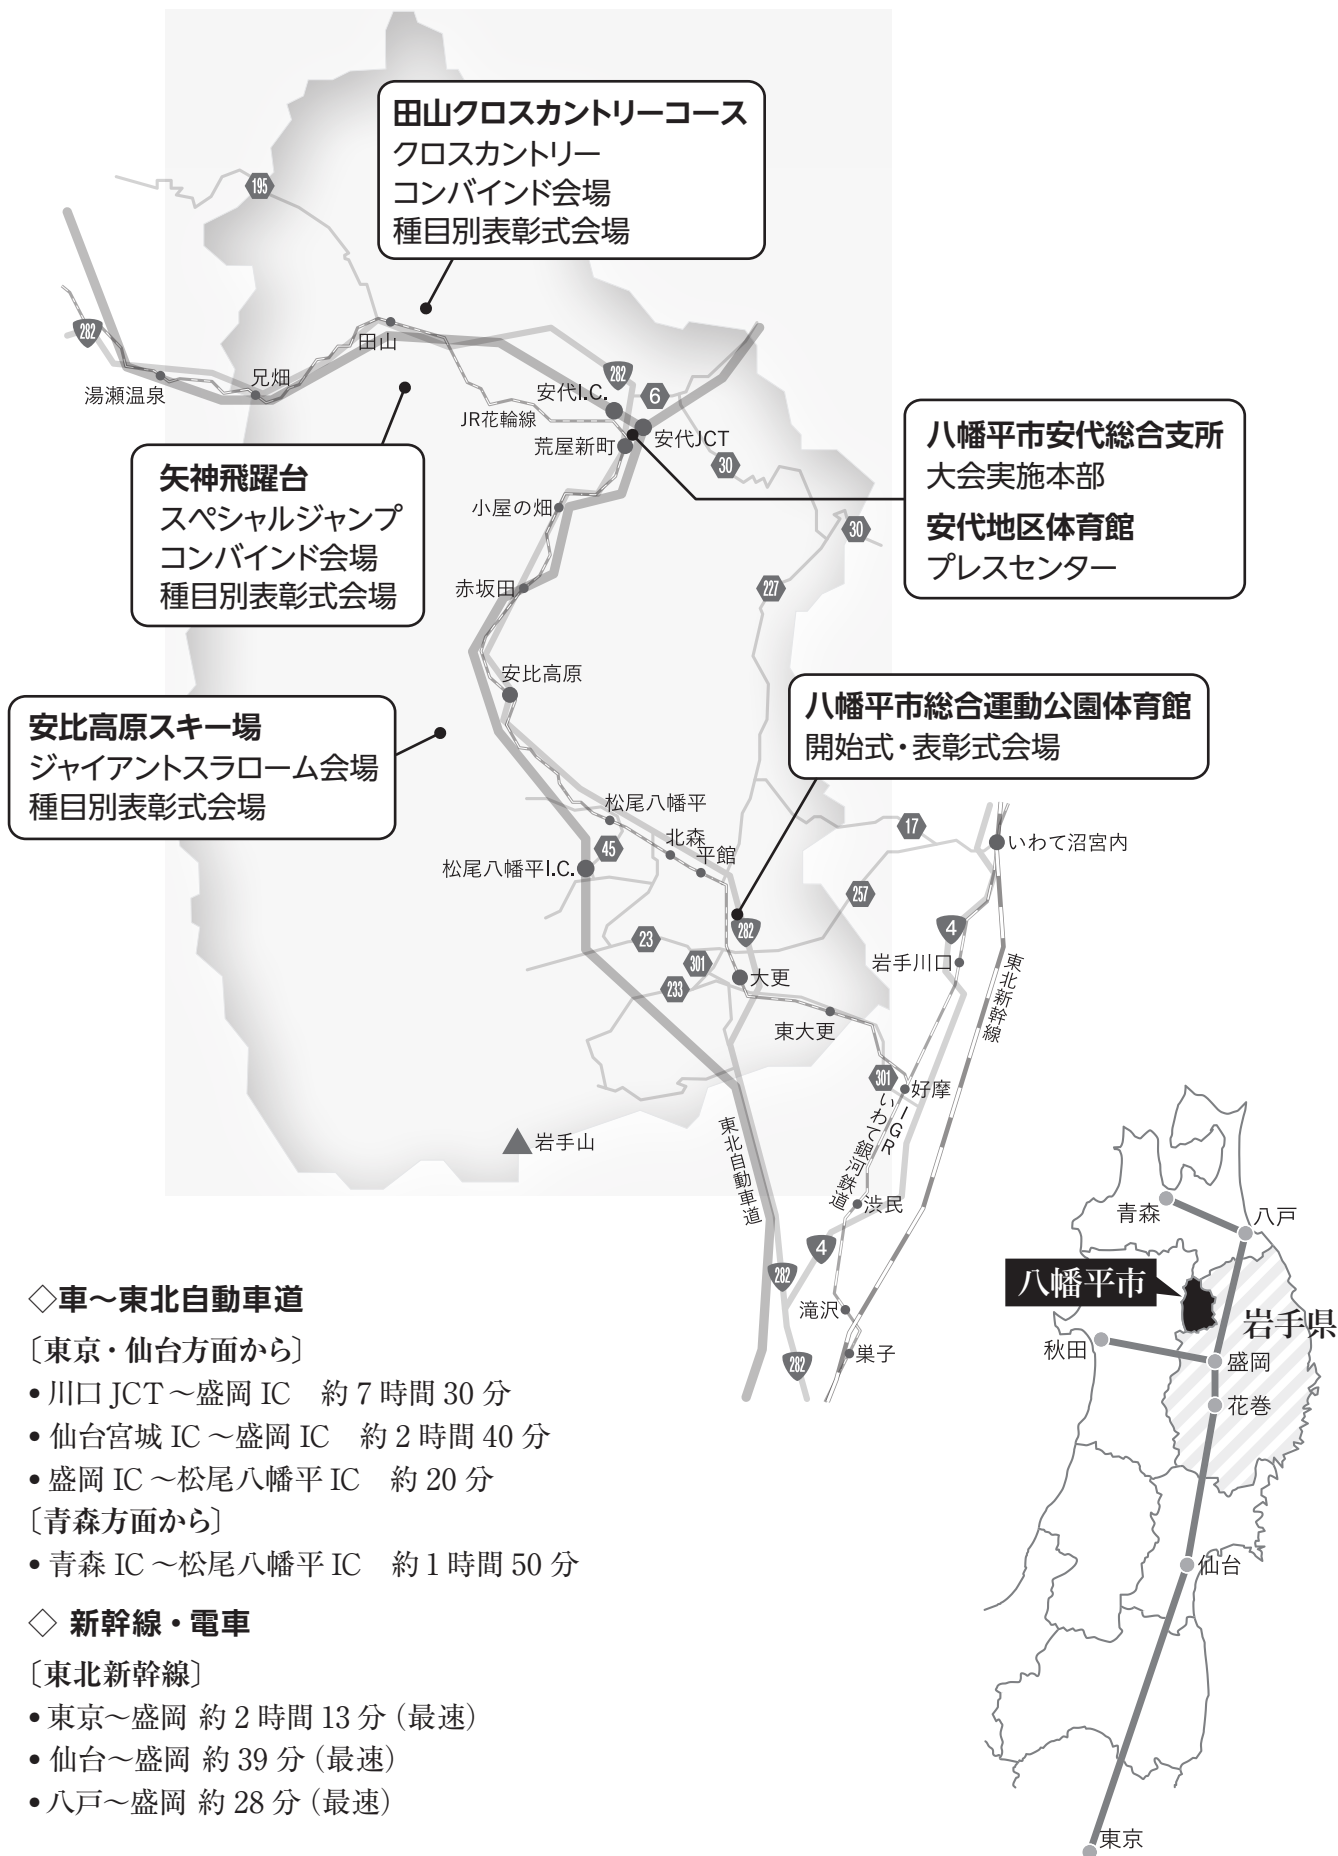 田山クロスカントリーコース
クロスカントリー
コンバインド会場
種目別表彰式会場
195
282
湯瀬温泉
兄畑
田山
JR花輪線
安代I.C.
282
6
安代JCT
荒屋新町
30
30
227
小屋の畑
赤坂田
安比高原
矢神飛躍台
スペシャルジャンプ
コンバインド会場
種目別表彰式会場
八幡平市安代総合支所
大会実施本部
安代地区体育館
プレスセンター
安比高原スキー場
ジャイアントスラローム会場
種目別表彰式会場
八幡平市総合運動公園体育館
開始式・表彰式会場
松尾八幡平
北森
平館
45
松尾八幡平I.C.
17
いわて沼宮内
257
4
282
23
301
233
大更
岩手川口
東北新幹線
東大更
301
好摩
IGR
いわて銀河鉄道
岩手山
東北自動車道
渋民
4
282
滝沢
巣子
282
青森
八戸
八幡平市
岩手県
秋田
盛岡
花巻
仙台
東京
◇車～東北自動車道
〔東京・仙台方面から〕
• 川口 JCT ～盛岡 IC　約 7 時間 30 分
• 仙台宮城 IC ～盛岡 IC　約 2 時間 40 分
• 盛岡 IC ～松尾八幡平 IC　約 20 分
〔青森方面から〕
• 青森 IC ～松尾八幡平 IC　約 1 時間 50 分
◇ 新幹線・電車
〔東北新幹線〕
• 東京～盛岡 約 2 時間 13 分（最速）
• 仙台～盛岡 約 39 分（最速）
• 八戸～盛岡 約 28 分（最速）